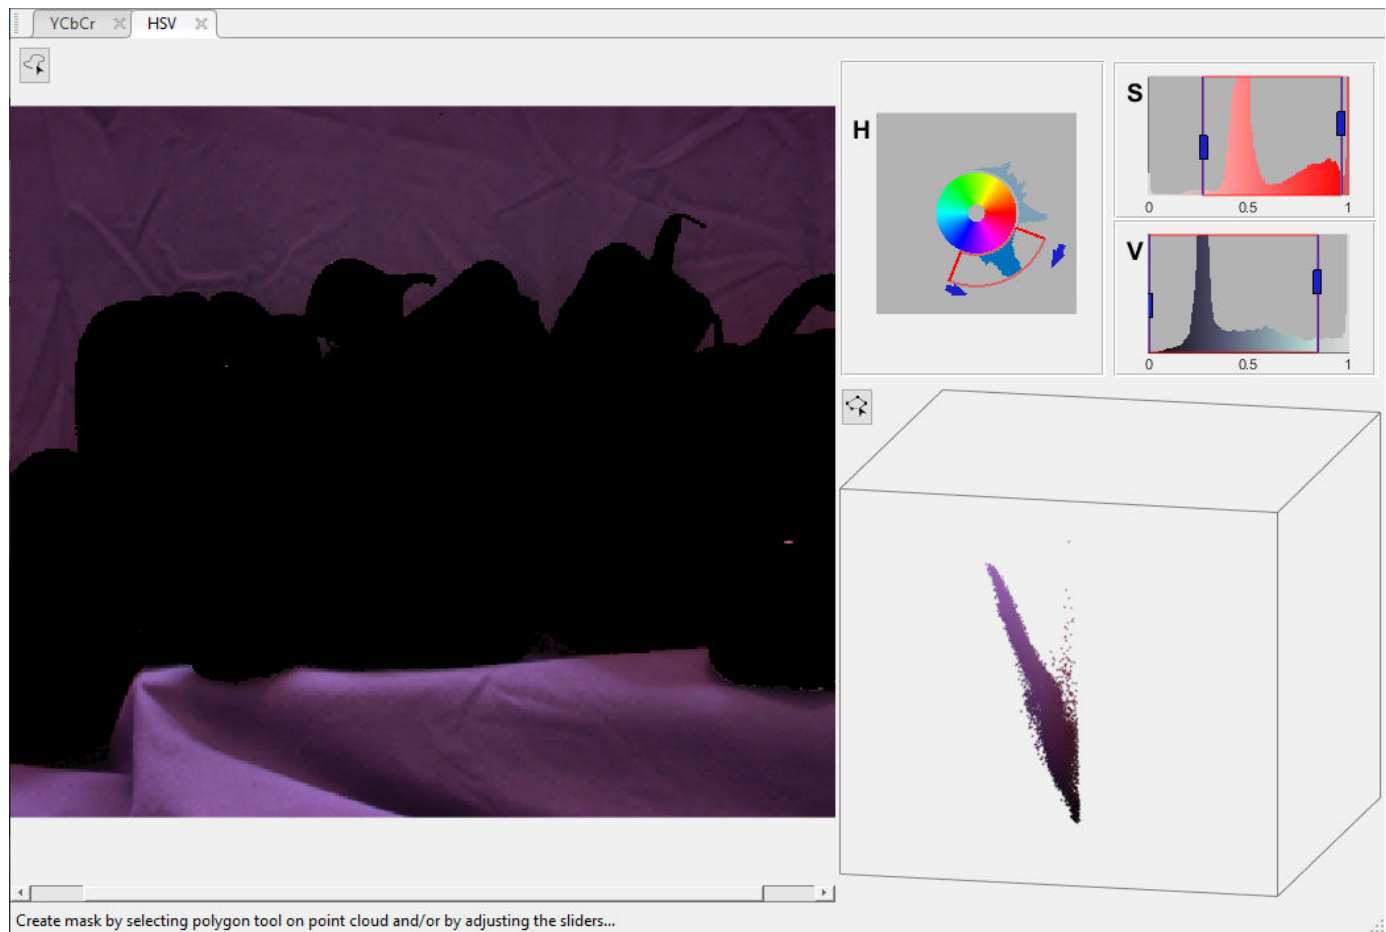 YCbCr HSV
H
S
0 0.5 1
V
0 0.5 1
Create mask by selecting polygon tool on point cloud and/or by adjusting the sliders...